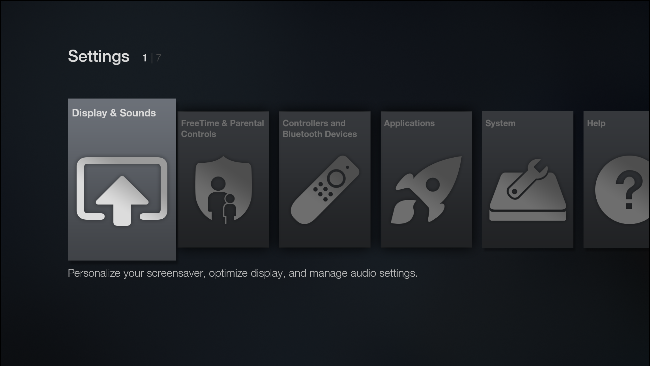 Settings 1 | 7
Display & Sounds
FreeTime & Parental
Controls
Controllers and
Bluetooth Devices
Applications
System
Help
?
Personalize your screensaver, optimize display, and manage audio settings.